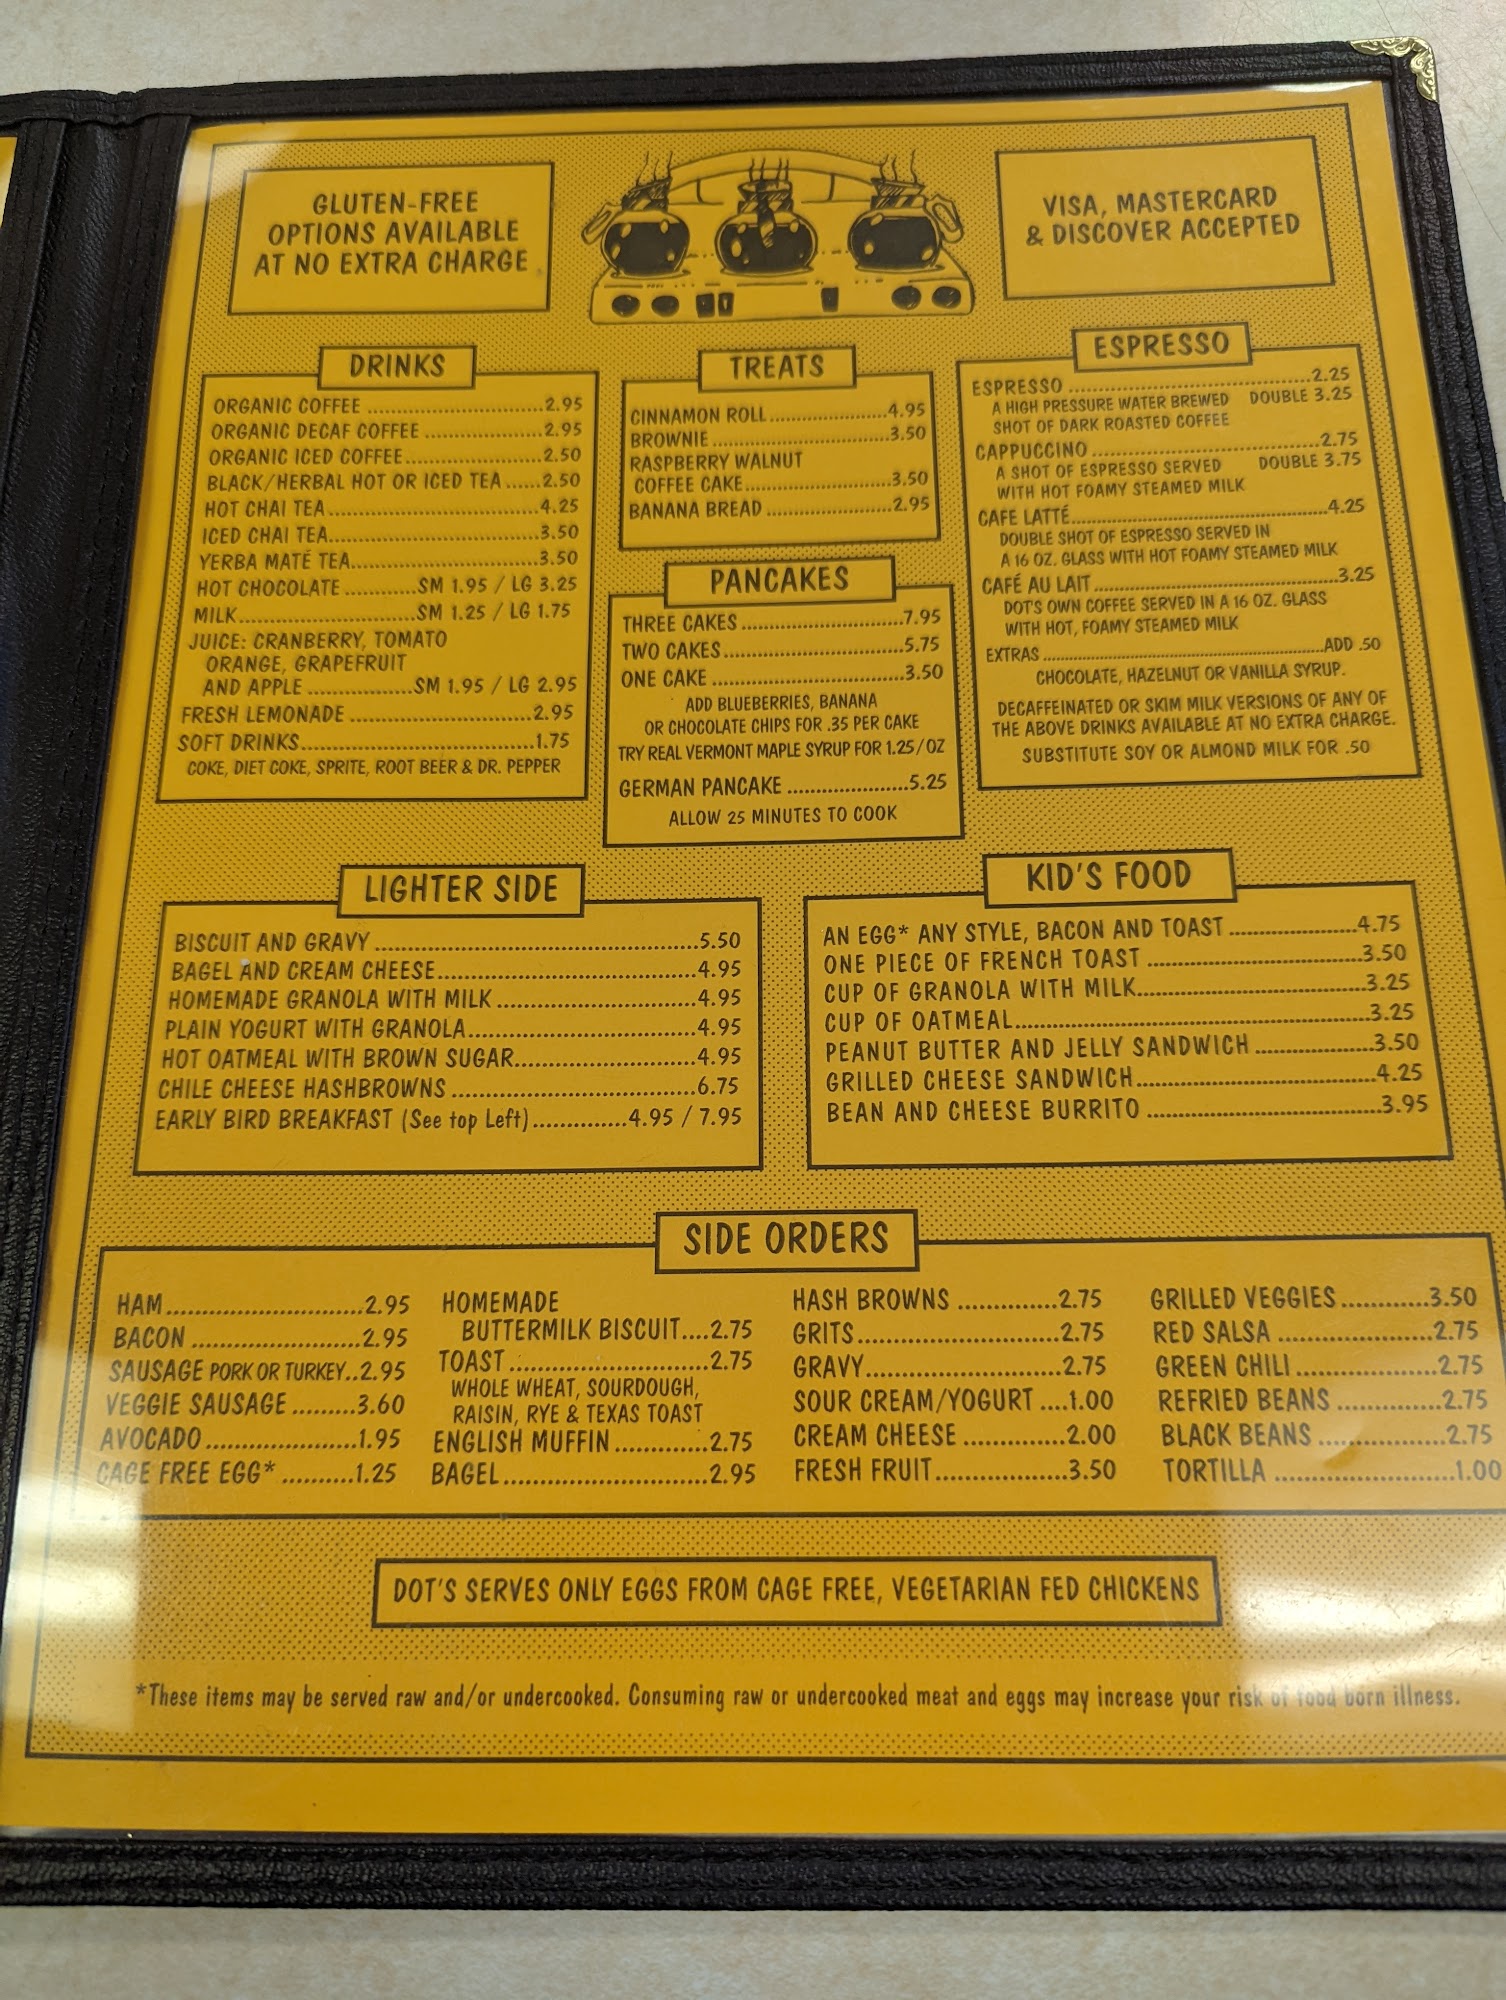 GLUTEN-FREE
OPTIONS AVAILABLE
AT NO EXTRA CHARGE
VISA, MASTERCARD
& DISCOVER ACCEPTED
DRINKS
ORGANIC COFFEE ........................2.95
ORGANIC DECAF COFFEE ................2.95
ORGANIC ICED COFFEE...................2.50
BLACK/HERBAL HOT OR ICED TEA ......2.50
HOT CHAI TEA.............................4.25
ICED CHAI TEA.............................3.50
YERBA MATÉ TEA..........................3.50
HOT CHOCOLATE ............SM 1.95 / LG 3.25
MILK.............................SM 1.25 / LG 1.75
JUICE: CRANBERRY, TOMATO
ORANGE, GRAPEFRUIT
AND APPLE ...............SM 1.95 / LG 2.95
FRESH LEMONADE .........................2.95
SOFT DRINKS.................................1.75
COKE, DIET COKE, SPRITE, ROOT BEER & DR. PEPPER
TREATS
CINNAMON ROLL.................4.95
BROWNIE.........................3.50
RASPBERRY WALNUT
COFFEE CAKE....................3.50
BANANA BREAD .................2.95
PANCAKES
THREE CAKES .......................7.95
TWO CAKES..........................5.75
ONE CAKE ...........................3.50
ADD BLUEBERRIES, BANANA
OR CHOCOLATE CHIPS FOR .35 PER CAKE
TRY REAL VERMONT MAPLE SYRUP FOR 1.25/OZ
GERMAN PANCAKE .................5.25
ALLOW 25 MINUTES TO COOK
ESPRESSO
ESPRESSO ...................................2.25
A HIGH PRESSURE WATER BREWED DOUBLE 3.25
SHOT OF DARK ROASTED COFFEE
CAPPUCCINO ..............................2.75
A SHOT OF ESPRESSO SERVED DOUBLE 3.75
WITH HOT FOAMY STEAMED MILK
CAFE LATTÉ..................................4.25
DOUBLE SHOT OF ESPRESSO SERVED IN
A 16 OZ. GLASS WITH HOT FOAMY STEAMED MILK
CAFÉ AU LAIT................................3.25
DOT'S OWN COFFEE SERVED IN A 16 OZ. GLASS
WITH HOT, FOAMY STEAMED MILK
EXTRAS ......................................ADD .50
CHOCOLATE, HAZELNUT OR VANILLA SYRUP.
DECAFFEINATED OR SKIM MILK VERSIONS OF ANY OF
THE ABOVE DRINKS AVAILABLE AT NO EXTRA CHARGE.
SUBSTITUTE SOY OR ALMOND MILK FOR .50
LIGHTER SIDE
BISCUIT AND GRAVY ........................................5.50
BAGEL AND CREAM CHEESE................................4.95
HOMEMADE GRANOLA WITH MILK .........................4.95
PLAIN YOGURT WITH GRANOLA............................4.95
HOT OATMEAL WITH BROWN SUGAR......................4.95
CHILE CHEESE HASHBROWNS ..............................6.75
EARLY BIRD BREAKFAST (See top Left)..............4.95 / 7.95
KID'S FOOD
AN EGG* ANY STYLE, BACON AND TOAST ................4.75
ONE PIECE OF FRENCH TOAST ...........................3.50
CUP OF GRANOLA WITH MILK.............................3.25
CUP OF OATMEAL............................................3.25
PEANUT BUTTER AND JELLY SANDWICH ...............3.50
GRILLED CHEESE SANDWICH..............................4.25
BEAN AND CHEESE BURRITO .............................3.95
SIDE ORDERS
HAM...........................2.95
BACON ......................2.95
SAUSAGE PORK OR TURKEY..2.95
VEGGIE SAUSAGE .........3.60
AVOCADO ...................1.95
CAGE FREE EGG* ..........1.25
HOMEMADE
BUTTERMILK BISCUIT....2.75
TOAST ..........................2.75
WHOLE WHEAT, SOURDOUGH,
RAISIN, RYE & TEXAS TOAST
ENGLISH MUFFIN ............2.75
BAGEL..........................2.95
HASH BROWNS ..............2.75
GRITS............................2.75
GRAVY...........................2.75
SOUR CREAM/YOGURT ....1.00
CREAM CHEESE ..............2.00
FRESH FRUIT..................3.50
GRILLED VEGGIES ............3.50
RED SALSA .....................2.75
GREEN CHILI ...................2.75
REFRIED BEANS ..............2.75
BLACK BEANS .................2.75
TORTILLA .......................1.00
DOT'S SERVES ONLY EGGS FROM CAGE FREE, VEGETARIAN FED CHICKENS
*These items may be served raw and/or undercooked. Consuming raw or undercooked meat and eggs may increase your risk of food born illness.